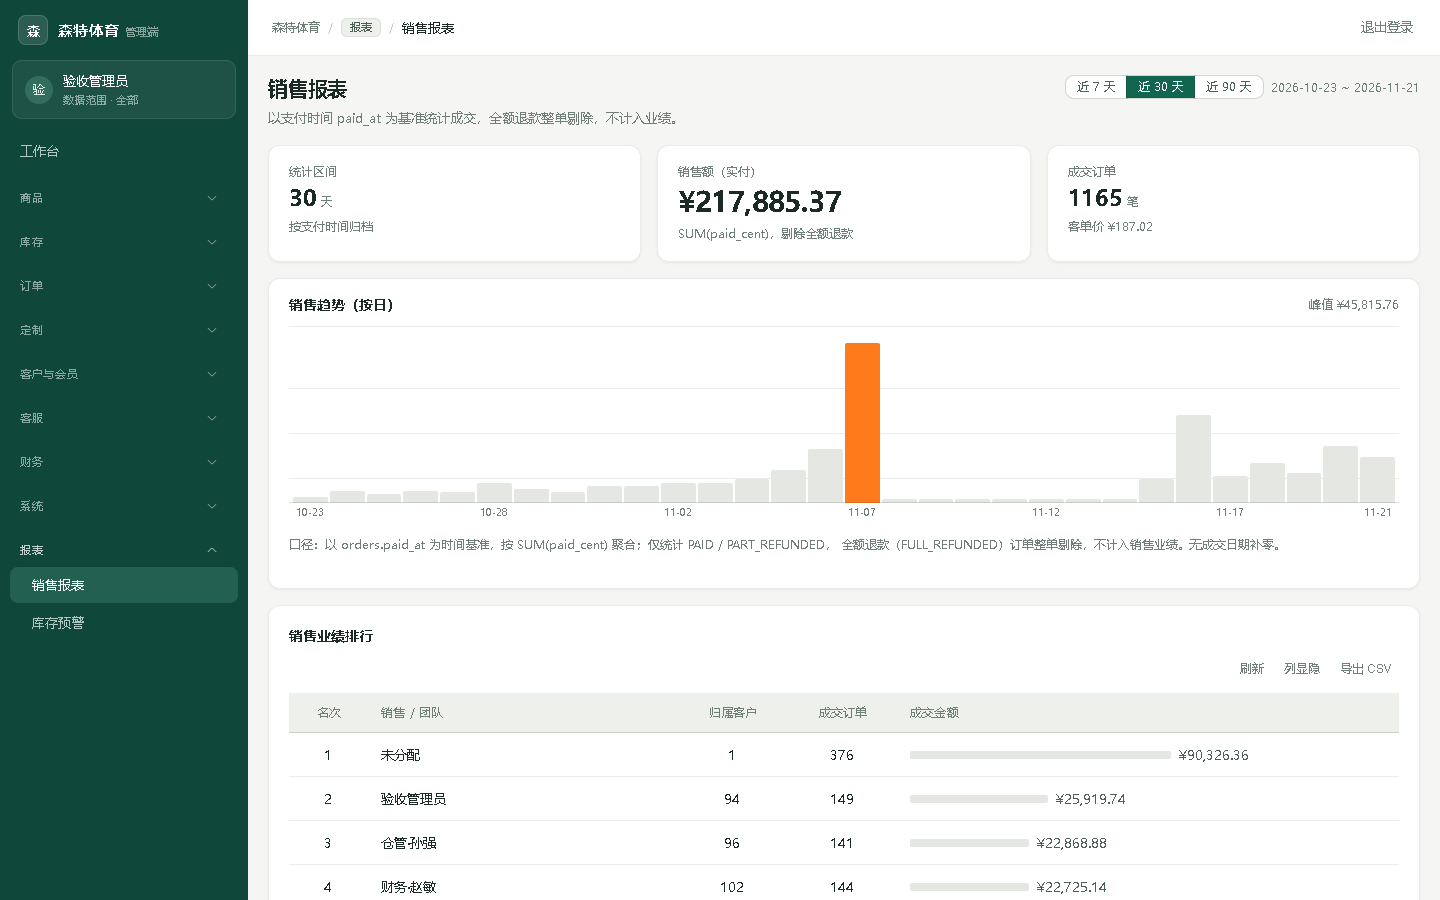 森 森特体育 管理端
验 验收管理员
数据范围 · 全部
工作台
商品
库存
订单
定制
客户与会员
客服
财务
系统
报表
销售报表
库存预警
森特体育 / 报表 / 销售报表
退出登录
销售报表
近 7 天 近 30 天 近 90 天 2026-10-23 ~ 2026-11-21
以支付时间 paid_at 为基准统计成交，全额退款整单剔除，不计入业绩。
统计区间
30 天
按支付时间归档
销售额（实付）
¥217,885.37
SUM(paid_cent)，剔除全额退款
成交订单
1165 笔
客单价 ¥187.02
销售趋势（按日） 峰值 ¥45,815.76
10-23 10-28 11-02 11-07 11-12 11-17 11-21
口径：以 orders.paid_at 为时间基准，按 SUM(paid_cent) 聚合；仅统计 PAID / PART_REFUNDED， 全额退款（FULL_REFUNDED）订单整单剔除，不计入销售业绩。无成交日期补零。
销售业绩排行
刷新 列显隐 导出 CSV
名次 销售 / 团队 归属客户 成交订单 成交金额
1 未分配 1 376 ¥90,326.36
2 验收管理员 94 149 ¥25,919.74
3 仓管·孙强 96 141 ¥22,868.88
4 财务·赵敏 102 144 ¥22,725.14